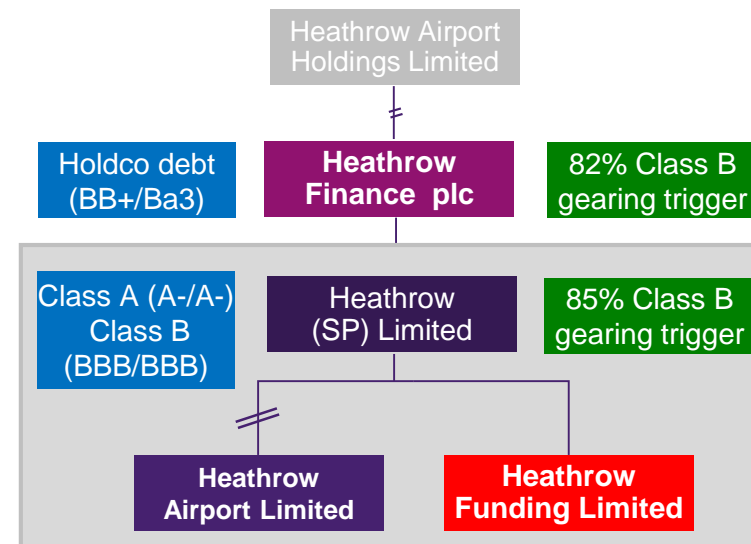 Heathrow Airport
Holdings Limited
Holdco debt
(BB+/Ba3)
Heathrow
Finance plc
82% Class B
gearing trigger
Class A (A-/A-)
Class B
(BBB/BBB)
Heathrow
(SP) Limited
85% Class B
gearing trigger
Heathrow
Airport Limited
Heathrow
Funding Limited